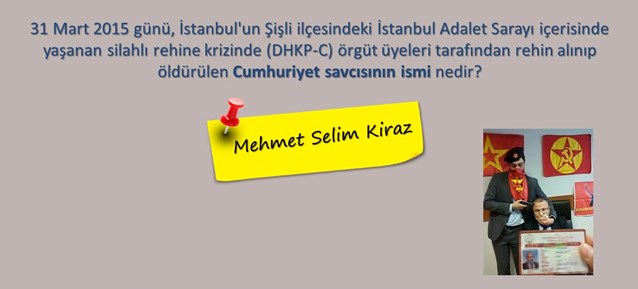 31 Mart 2015 günü, İstanbul'un Şişli ilçesindeki İstanbul Adalet Sarayı içerisinde
yaşanan silahlı rehine krizinde (DHKP-C) örgüt üyeleri tarafından rehin alınıp
öldürülen Cumhuriyet savcısının ismi nedir?
Mehmet Selim Kiraz